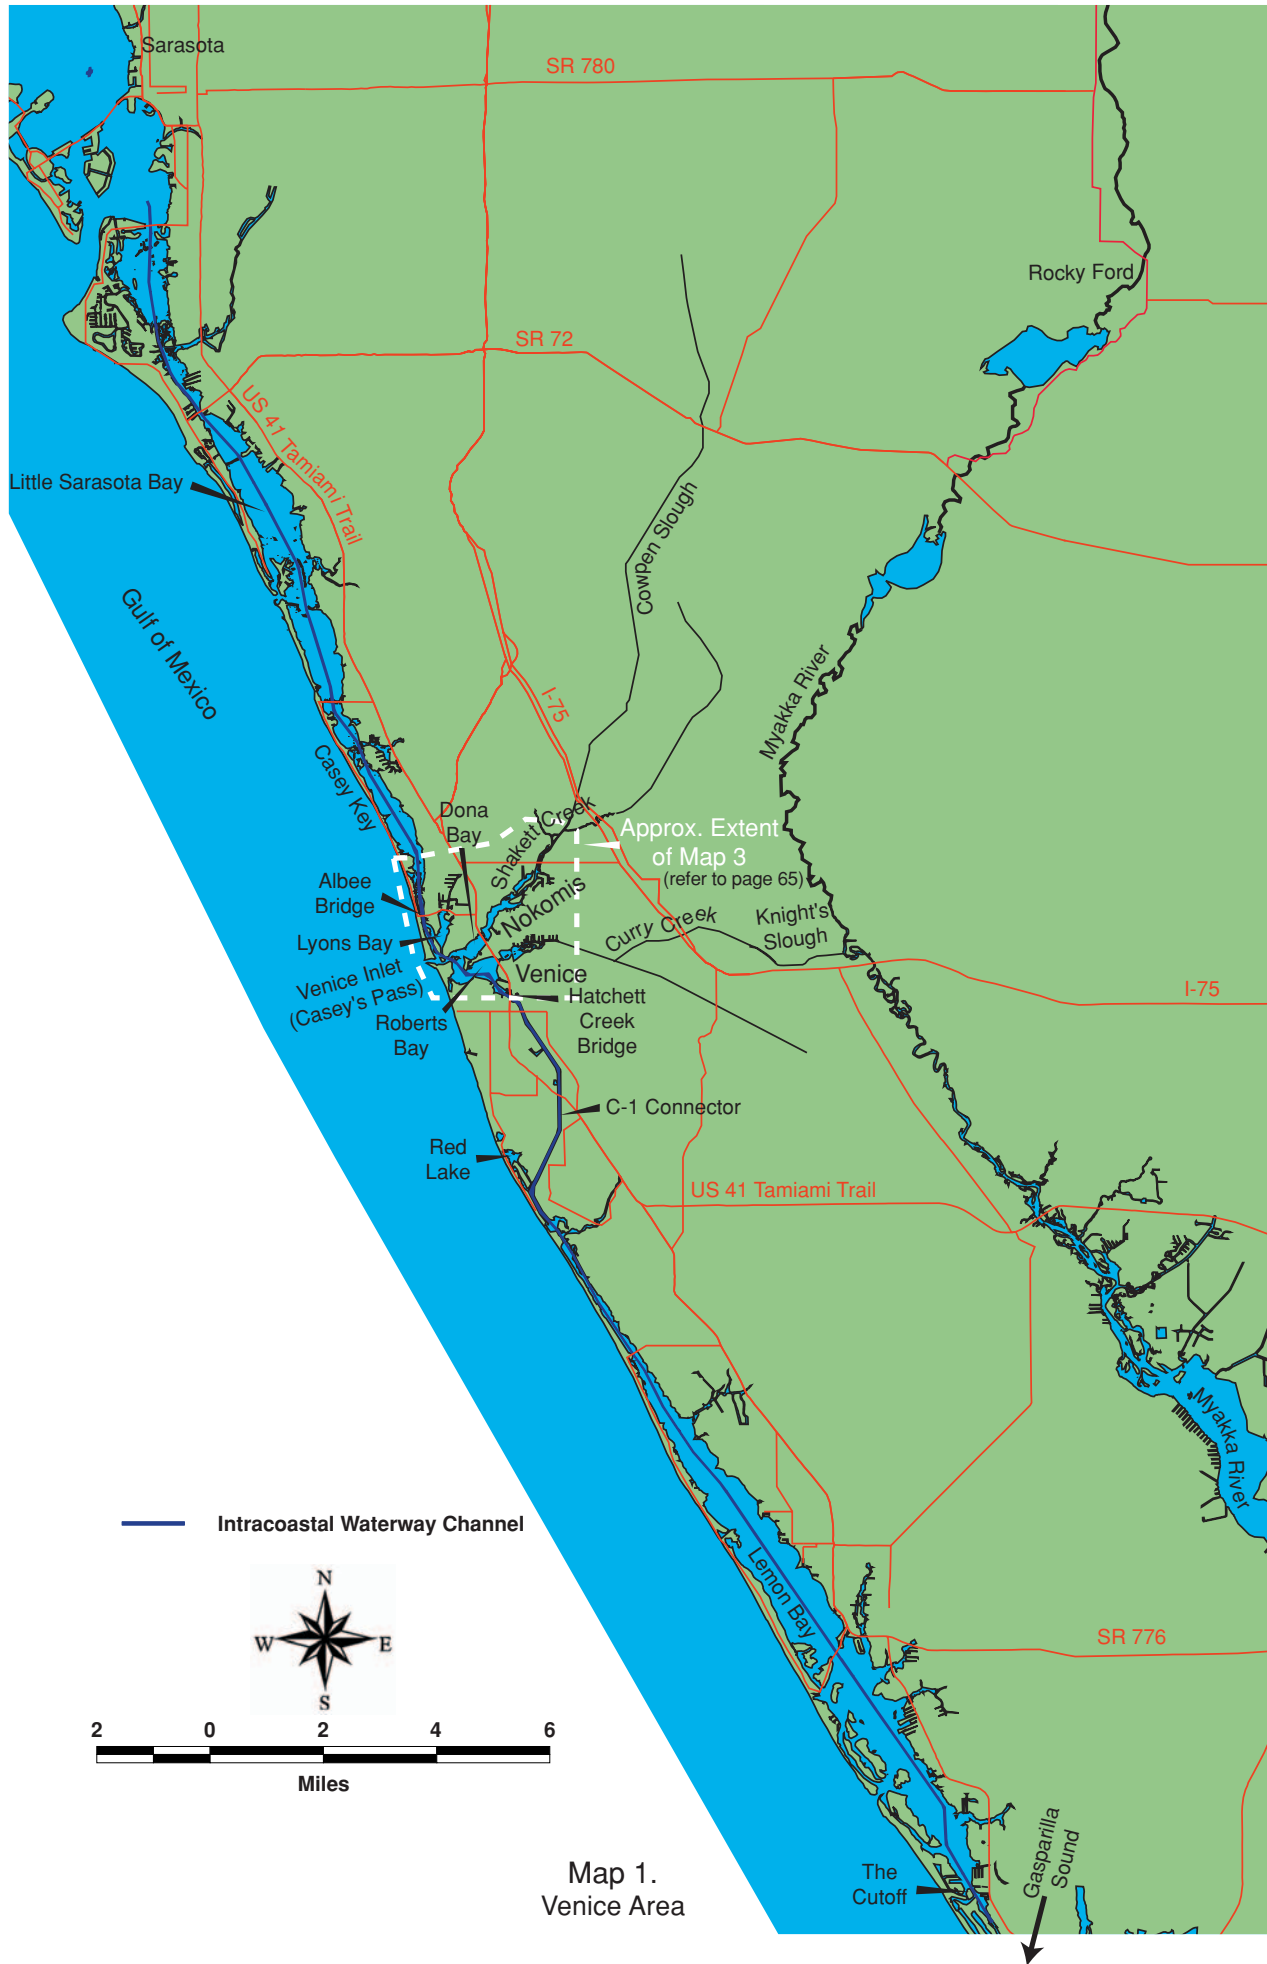 Sarasota
SR 780
Rocky Ford
SR 72
US 41 Tamiami Trail
Little Sarasota Bay
Cowpen Slough
Gulf of Mexico
Myakka River
I-75
Casey Key
Dona
Bay
Shakett Creek
Approx. Extent
of Map 3
(refer to page 65)
Albee
Bridge
Nokomis
Lyons Bay
Curry Creek
Knight's
Slough
Venice Inlet
(Casey's Pass)
Venice
I-75
Hatchett
Creek
Bridge
Roberts
Bay
C-1 Connector
Red
Lake
US 41 Tamiami Trail
Myakka River
Intracoastal Waterway Channel
N
W
E
S
Lemon Bay
SR 776
2 0 2 4 6
Miles
Gasparilla
Sound
The
Cutoff
Map 1.
Venice Area